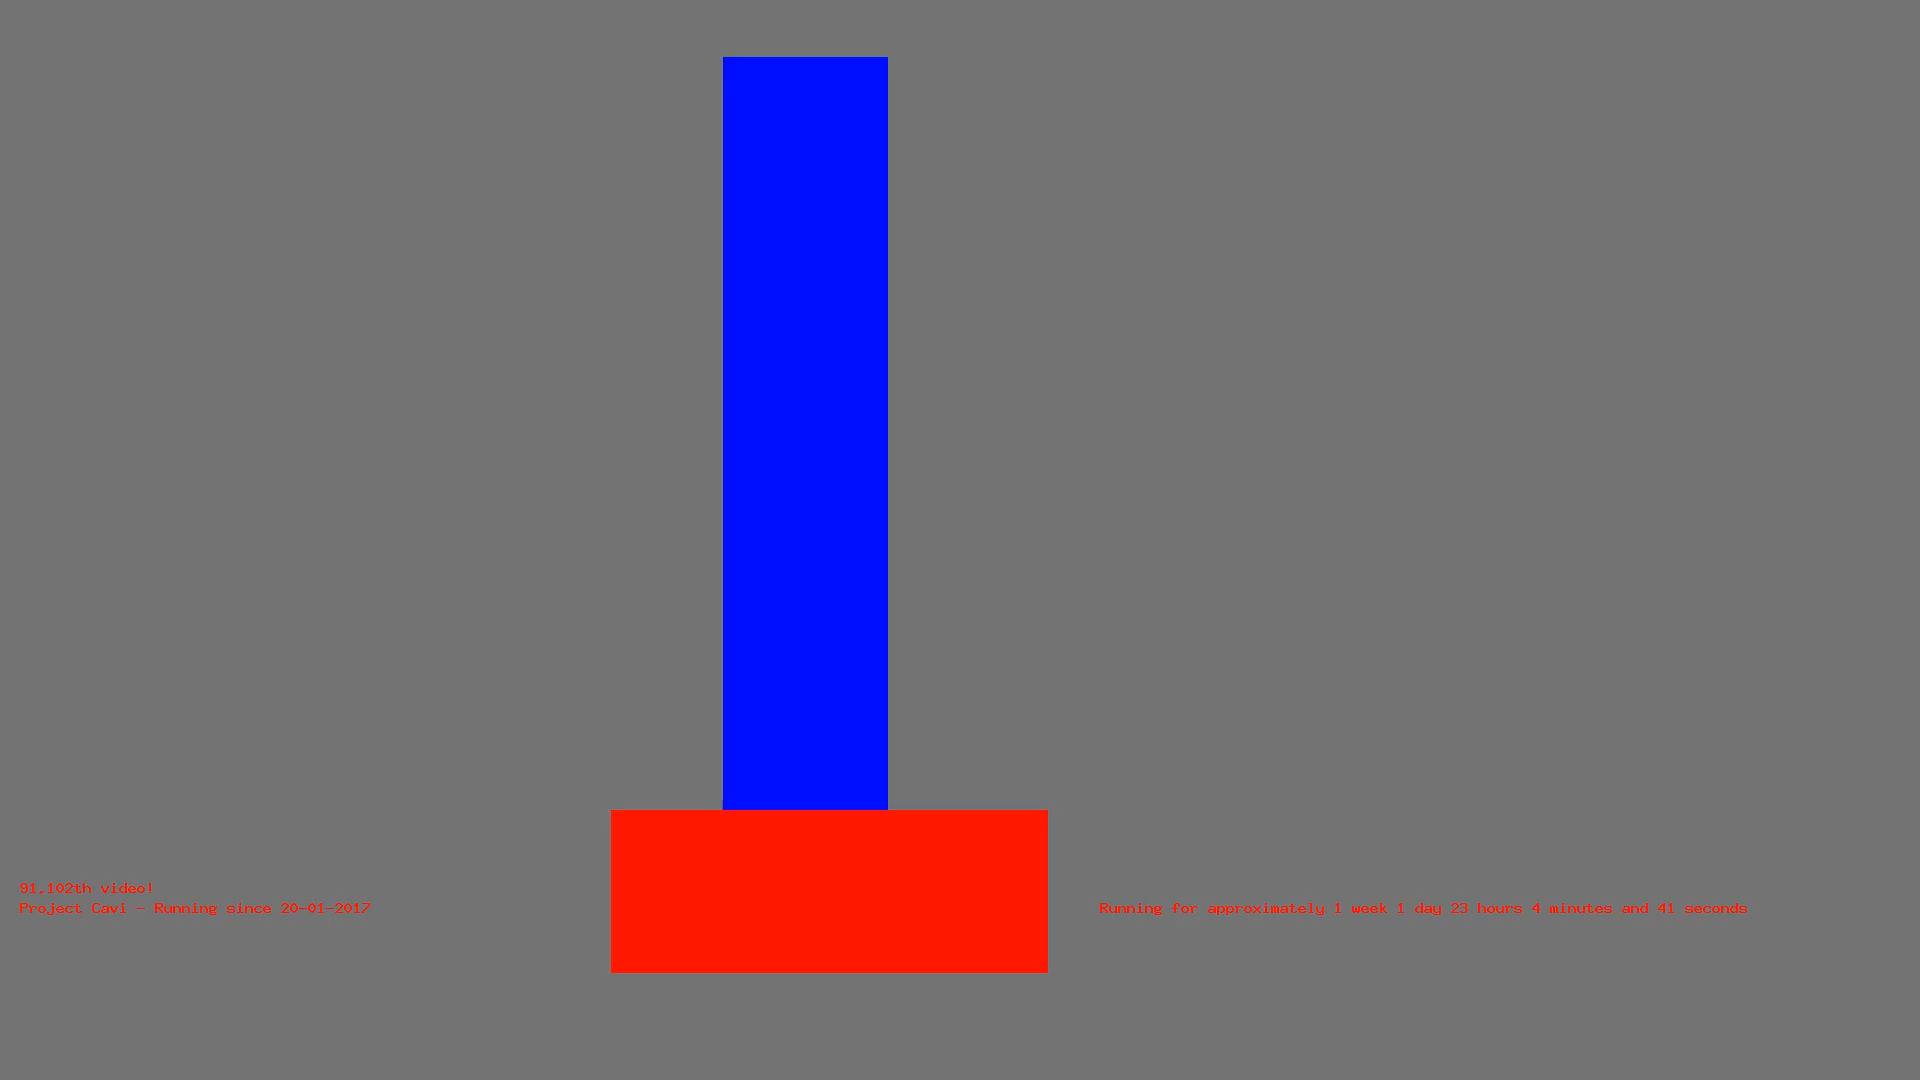 91,102th video!
Project Cavi - Running since 20-01-2017
Running for approximately 1 week 1 day 23 hours 4 minutes and 41 seconds